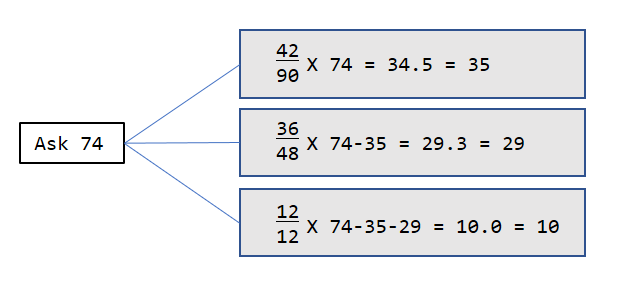 Ask 74
42
90 X 74 = 34.5 = 35
36
48 X 74-35 = 29.3 = 29
12
12 X 74-35-29 = 10.0 = 10